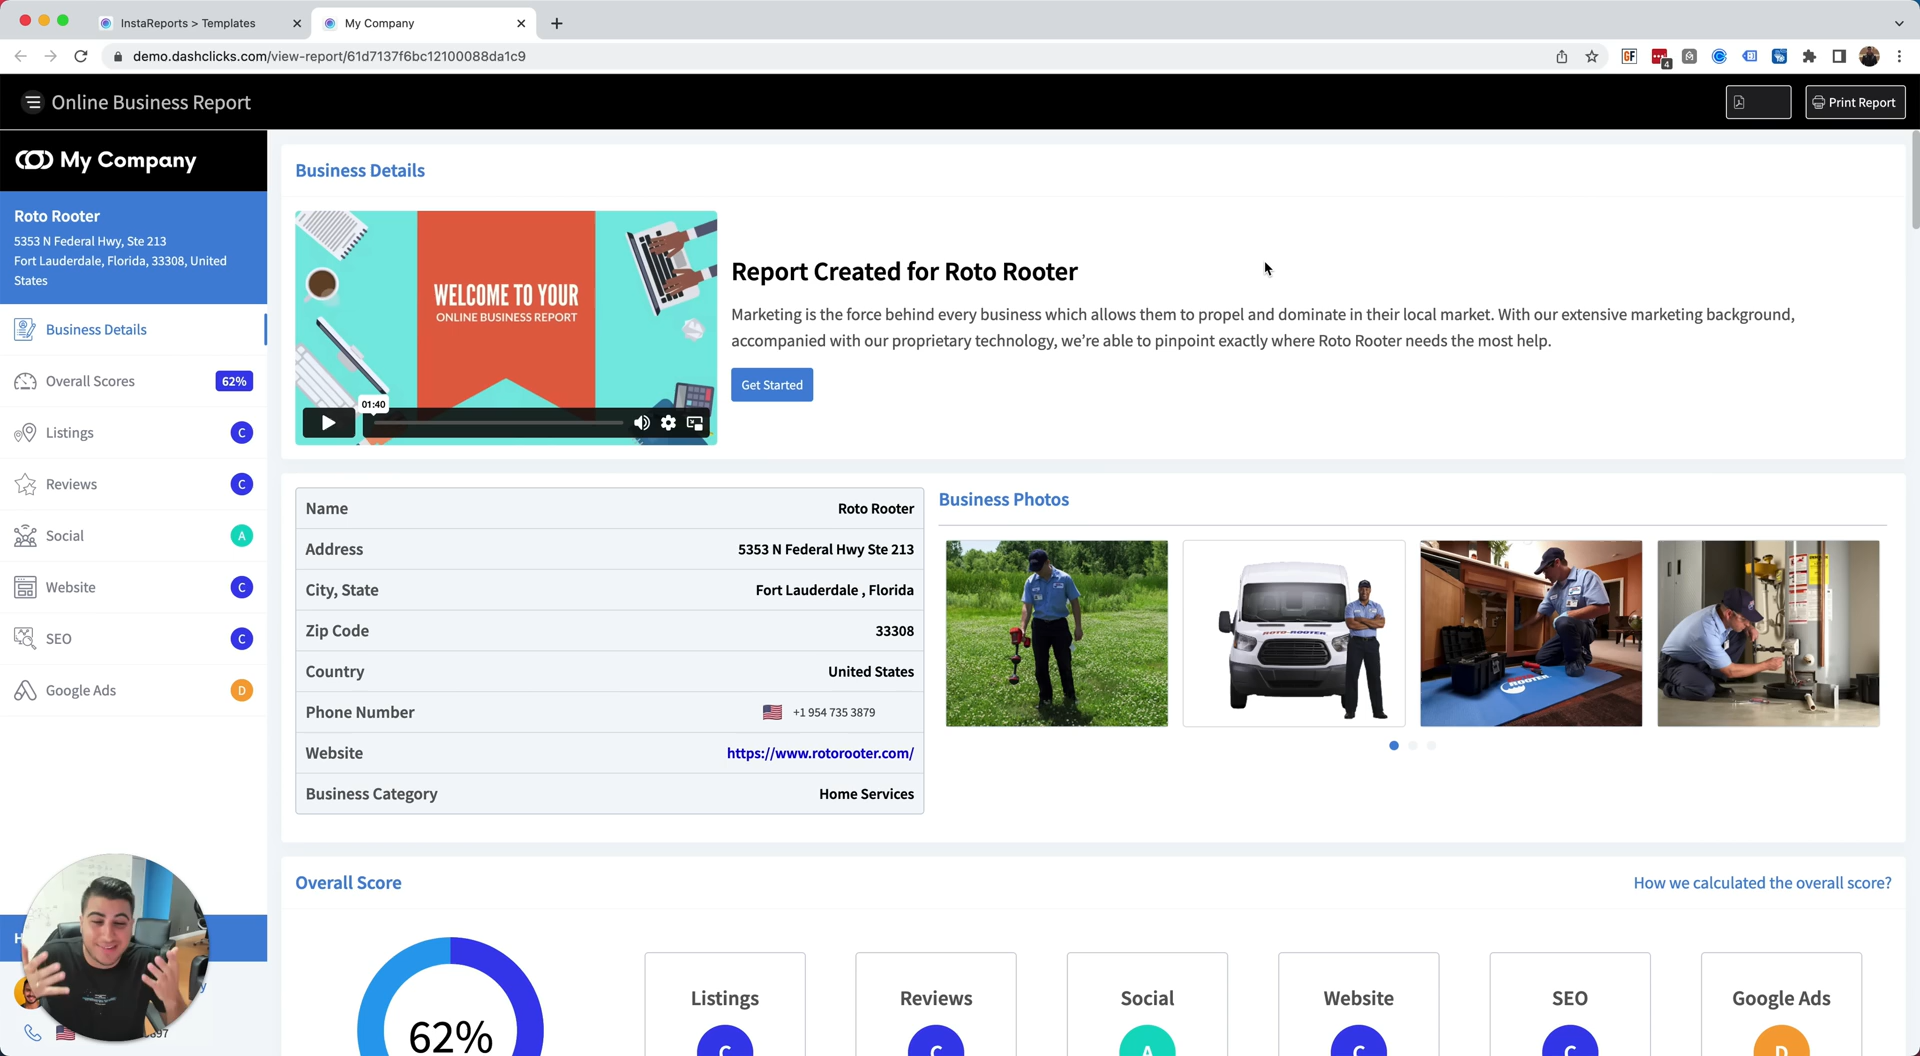 InstaReports > Templates
My Company
demo.dashclicks.com/view-report/61d7137f6bc12100088da1c9
GF
4
Online Business Report
Print Report
My Company
Roto Rooter
5353 N Federal Hwy, Ste 213
Fort Lauderdale, Florida, 33308, United
States
Business Details
Overall Scores
62%
Listings
C
Reviews
C
Social
A
Website
C
SEO
C
Google Ads
D
Business Details
WELCOME TO YOUR
ONLINE BUSINESS REPORT
01:40
Report Created for Roto Rooter
Marketing is the force behind every business which allows them to propel and dominate in their local market. With our extensive marketing background,
accompanied with our proprietary technology, we’re able to pinpoint exactly where Roto Rooter needs the most help.
Get Started
Name
Roto Rooter
Address
5353 N Federal Hwy Ste 213
City, State
Fort Lauderdale , Florida
Zip Code
33308
Country
United States
Phone Number
+1 954 735 3879
Website
https://www.rotorooter.com/
Business Category
Home Services
Business Photos
ROTO-ROOTER
ROOTER
Overall Score
How we calculated the overall score?
62%
Listings
C
Reviews
C
Social
A
Website
C
SEO
C
Google Ads
D